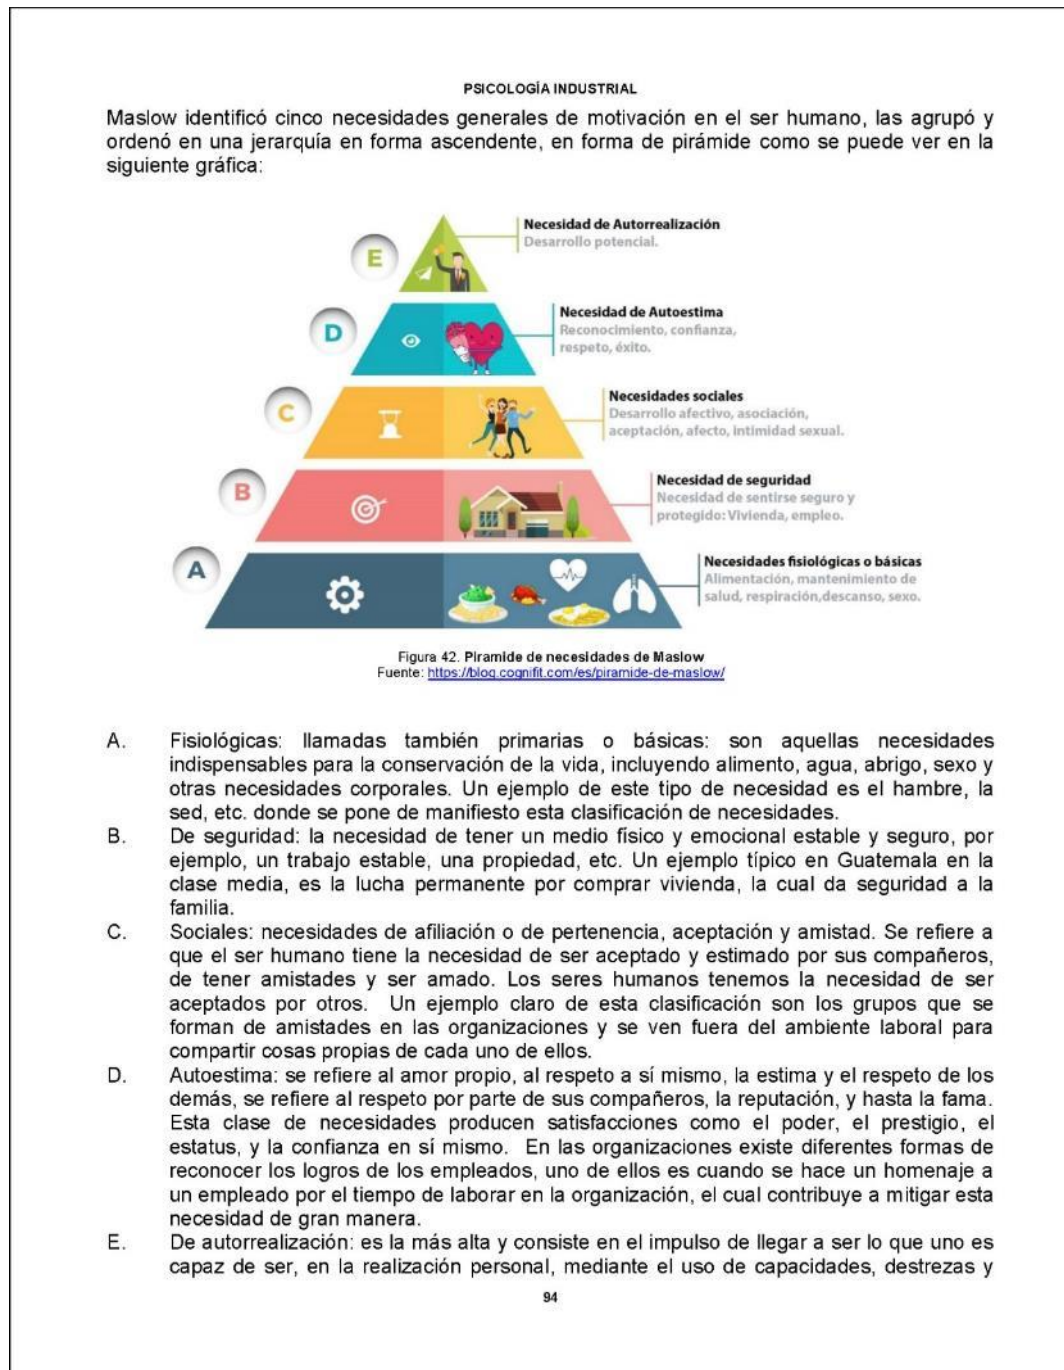 PSICOLOGÍA INDUSTRIAL
Maslow identificó cinco necesidades generales de motivación en el ser humano, las agrupó y
ordenó en una jerarquía en forma ascendente, en forma de pirámide como se puede ver en la
siguiente gráfica:
E
Necesidad de Autorrealización
Desarrollo potencial.
D
Necesidad de Autoestima
Reconocimiento, confianza,
respeto, éxito.
C
Necesidades sociales
Desarrollo afectivo, asociación,
aceptación, afecto, intimidad sexual.
B
Necesidad de seguridad
Necesidad de sentirse seguro y
protegido: Vivienda, empleo.
A
Necesidades fisiológicas o básicas
Alimentación, mantenimiento de
salud, respiración,descanso, sexo.
Figura 42. Piramide de necesidades de Maslow
Fuente: https://blog.cognifit.com/es/piramide-de-maslow/
A. Fisiológicas: llamadas también primarias o básicas: son aquellas necesidades
indispensables para la conservación de la vida, incluyendo alimento, agua, abrigo, sexo y
otras necesidades corporales. Un ejemplo de este tipo de necesidad es el hambre, la
sed, etc. donde se pone de manifiesto esta clasificación de necesidades.
B. De seguridad: la necesidad de tener un medio físico y emocional estable y seguro, por
ejemplo, un trabajo estable, una propiedad, etc. Un ejemplo típico en Guatemala en la
clase media, es la lucha permanente por comprar vivienda, la cual da seguridad a la
familia.
C. Sociales: necesidades de afiliación o de pertenencia, aceptación y amistad. Se refiere a
que el ser humano tiene la necesidad de ser aceptado y estimado por sus compañeros,
de tener amistades y ser amado. Los seres humanos tenemos la necesidad de ser
aceptados por otros. Un ejemplo claro de esta clasificación son los grupos que se
forman de amistades en las organizaciones y se ven fuera del ambiente laboral para
compartir cosas propias de cada uno de ellos.
D. Autoestima: se refiere al amor propio, al respeto a sí mismo, la estima y el respeto de los
demás, se refiere al respeto por parte de sus compañeros, la reputación, y hasta la fama.
Esta clase de necesidades producen satisfacciones como el poder, el prestigio, el
estatus, y la confianza en sí mismo. En las organizaciones existe diferentes formas de
reconocer los logros de los empleados, uno de ellos es cuando se hace un homenaje a
un empleado por el tiempo de laborar en la organización, el cual contribuye a mitigar esta
necesidad de gran manera.
E. De autorrealización: es la más alta y consiste en el impulso de llegar a ser lo que uno es
capaz de ser, en la realización personal, mediante el uso de capacidades, destrezas y
94